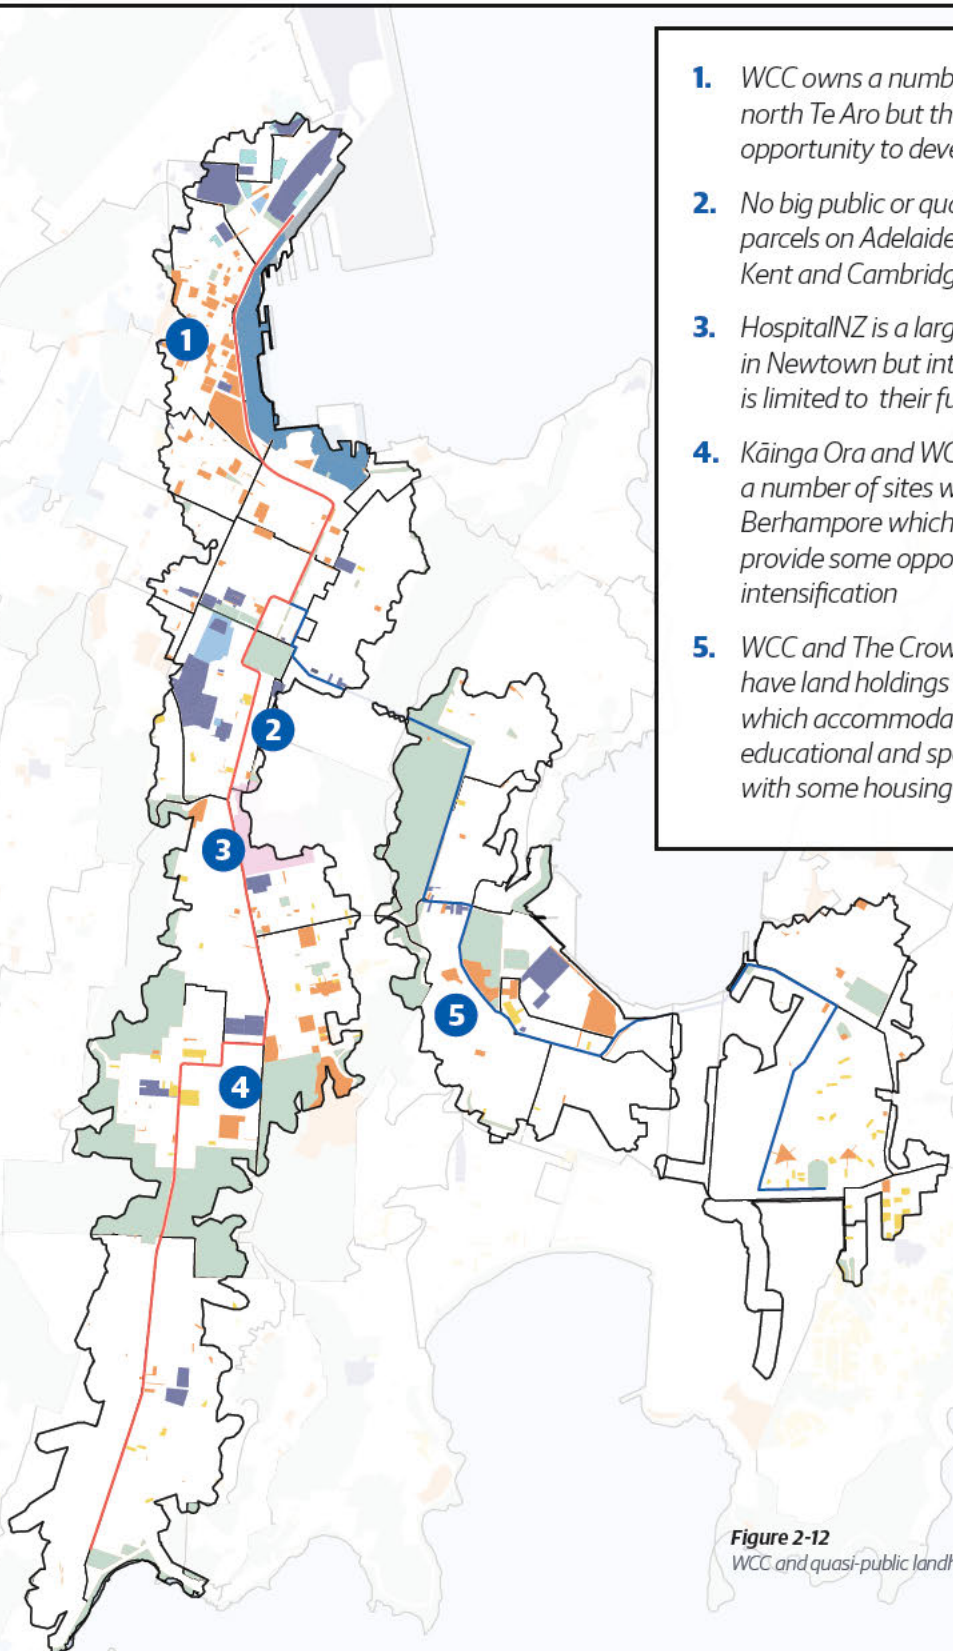 1. WCC owns a numb
north Te Aro but th
opportunity to deve
2. No big public or qua
parcels on Adelaide
Kent and Cambridg
3. HospitalNZ is a larg
in Newtown but int
is limited to their fu
4. Kāinga Ora and WC
a number of sites w
Berhampore which
provide some oppo
intensification
5. WCC and The Crow
have land holdings
which accommoda
educational and spo
with some housing
1
2
3
4
5
Figure 2-12
WCC and quasi-public landh